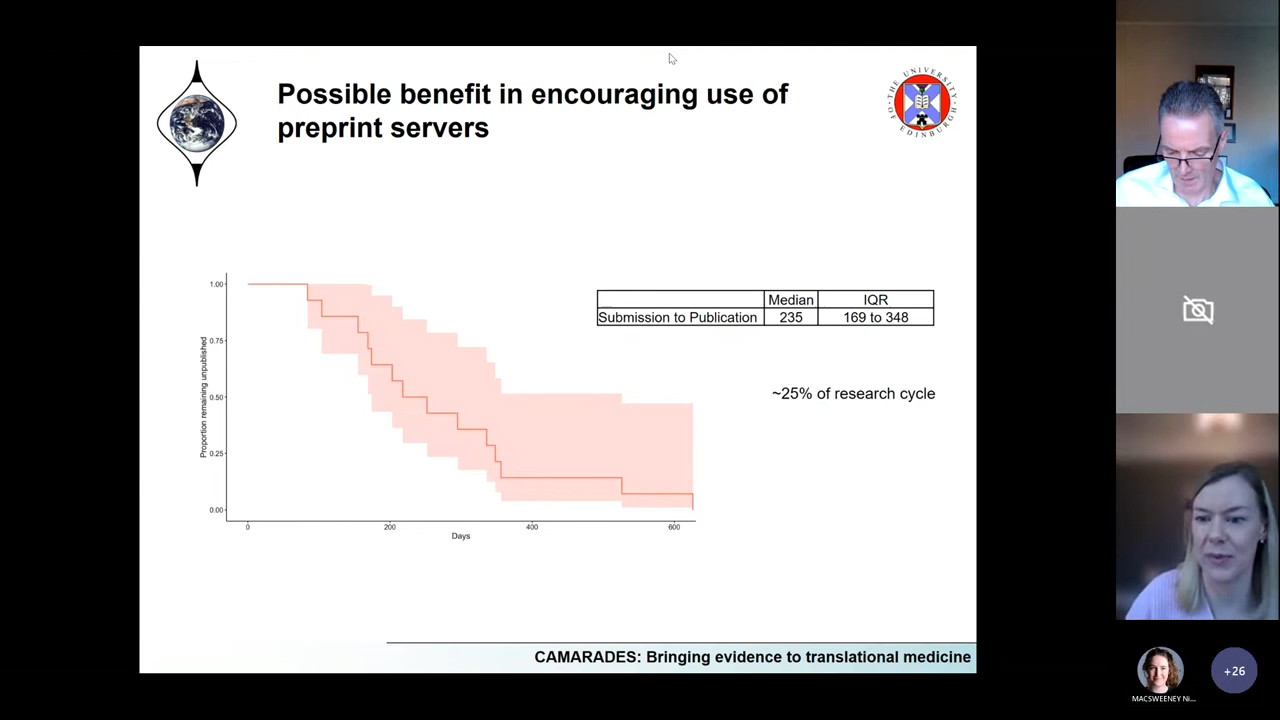 Possible benefit in encouraging use of
preprint servers
THE UNIVERSITY
OF EDINBURGH
Median
IQR
Submission to Publication
235
169 to 348
~25% of research cycle
Proportion remaining unpublished
1.00
0.75
0.50
0.25
0.00
0
200
400
600
Days
CAMARADES: Bringing evidence to translational medicine
MACSWEENEY Ni...
+26